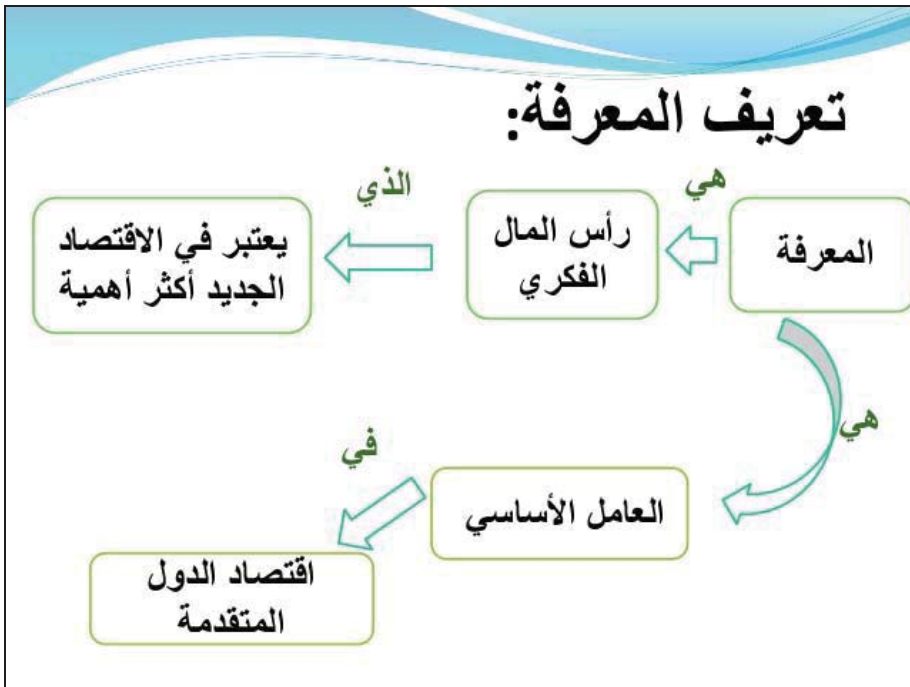 تعريف المعرفة:
المعرفة
هي
رأس المال
الفكري
الذي
يعتبر في الاقتصاد
الجديد أكثر أهمية
هي
العامل الأساسي
في
اقتصاد الدول
المتقدمة